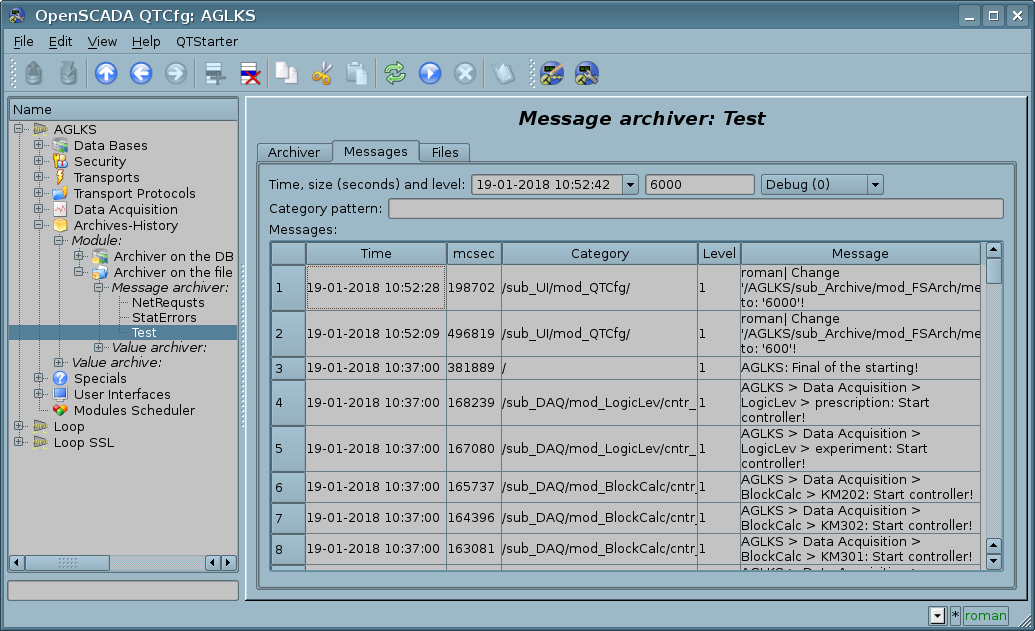 OpenSCADA QTCfg: AGLKS
File Edit View Help QTStarter
Name
AGLKS
Data Bases
Security
Transports
Transport Protocols
Data Acquisition
Archives-History
Module:
Archiver on the DB
Archiver on the file
Message archiver:
NetRequsts
StatErrors
Test
Value archiver:
Value archive:
Specials
User Interfaces
Modules Scheduler
Loop
Loop SSL
Message archiver: Test
Archiver Messages Files
Time, size (seconds) and level: 19-01-2018 10:52:42 6000 Debug (0)
Category pattern:
Messages:
Time mcsec Category Level Message
1 19-01-2018 10:52:28 198702 /sub_UI/mod_QTCfg/ 1 roman| Change
'/AGLKS/sub_Archive/mod_FSArch/me
to: '6000'!
2 19-01-2018 10:52:09 496819 /sub_UI/mod_QTCfg/ 1 roman| Change
'/AGLKS/sub_Archive/mod_FSArch/me
to: '600'!
3 19-01-2018 10:37:00 381889 / 1 AGLKS: Final of the starting!
4 19-01-2018 10:37:00 168239 /sub_DAQ/mod_LogicLev/cntr_ 1 AGLKS > Data Acquisition >
LogicLev > prescription: Start
controller!
5 19-01-2018 10:37:00 167080 /sub_DAQ/mod_LogicLev/cntr_ 1 AGLKS > Data Acquisition >
LogicLev > experiment: Start
controller!
6 19-01-2018 10:37:00 165737 /sub_DAQ/mod_BlockCalc/cntr_ 1 AGLKS > Data Acquisition >
BlockCalc > KM202: Start controller!
7 19-01-2018 10:37:00 164396 /sub_DAQ/mod_BlockCalc/cntr_ 1 AGLKS > Data Acquisition >
BlockCalc > KM302: Start controller!
8 19-01-2018 10:37:00 163081 /sub_DAQ/mod_BlockCalc/cntr_ 1 AGLKS > Data Acquisition >
BlockCalc > KM301: Start controller!
* roman